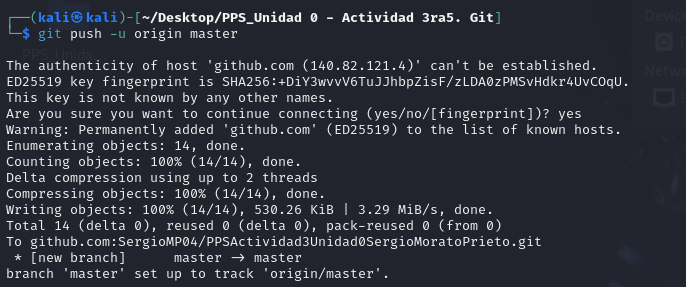 ┌──(kali㉿kali)-[~/Desktop/PPS_Unidad 0 - Actividad 3ra5. Git]
└─$ git push -u origin master
The authenticity of host 'github.com (140.82.121.4)' can't be established.
ED25519 key fingerprint is SHA256:+DiY3wvvV6TuJJhbpZisF/zLDA0zPMSvHdkr4UvCOqU.
This key is not known by any other names.
Are you sure you want to continue connecting (yes/no/[fingerprint])? yes
Warning: Permanently added 'github.com' (ED25519) to the list of known hosts.
Enumerating objects: 14, done.
Counting objects: 100% (14/14), done.
Delta compression using up to 2 threads
Compressing objects: 100% (14/14), done.
Writing objects: 100% (14/14), 530.26 KiB | 3.29 MiB/s, done.
Total 14 (delta 0), reused 0 (delta 0), pack-reused 0 (from 0)
To github.com:SergioMP04/PPSActividad3Unidad0SergioMoratoPrieto.git
 * [new branch]      master -> master
branch 'master' set up to track 'origin/master'.